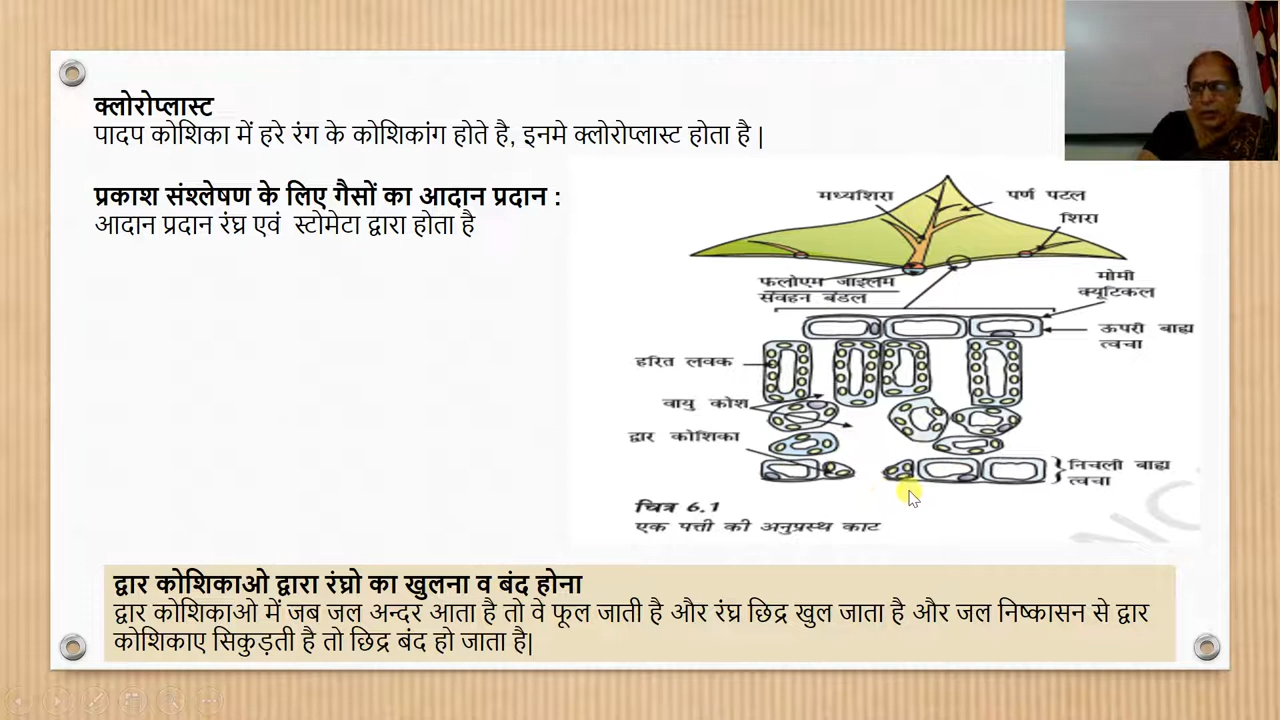 क्लोरोप्लास्ट
पादप कोशिका में हरे रंग के कोशिकांग होते है, इनमे क्लोरोप्लास्ट होता है |
प्रकाश संश्लेषण के लिए गैसों का आदान प्रदान :
आदान प्रदान रंघ्र एवं स्टोमेटा द्वारा होता है
मध्यशिरा
पर्ण पटल
शिरा
फलोएम जाइलम
संवहन बंडल
मोमी
क्यूटिकल
ऊपरी बाह्य
त्वचा
हरित लवक
वायु कोश
द्वार कोशिका
निचली बाह्य
त्वचा
चित्र 6.1
एक पत्ती की अनुप्रस्थ काट
द्वार कोशिकाओ द्वारा रंघ्रो का खुलना व बंद होना
द्वार कोशिकाओ में जब जल अन्दर आता है तो वे फूल जाती है और रंघ्र छिद्र खुल जाता है और जल निष्कासन से द्वार
कोशिकाए सिकुड़ती है तो छिद्र बंद हो जाता है|